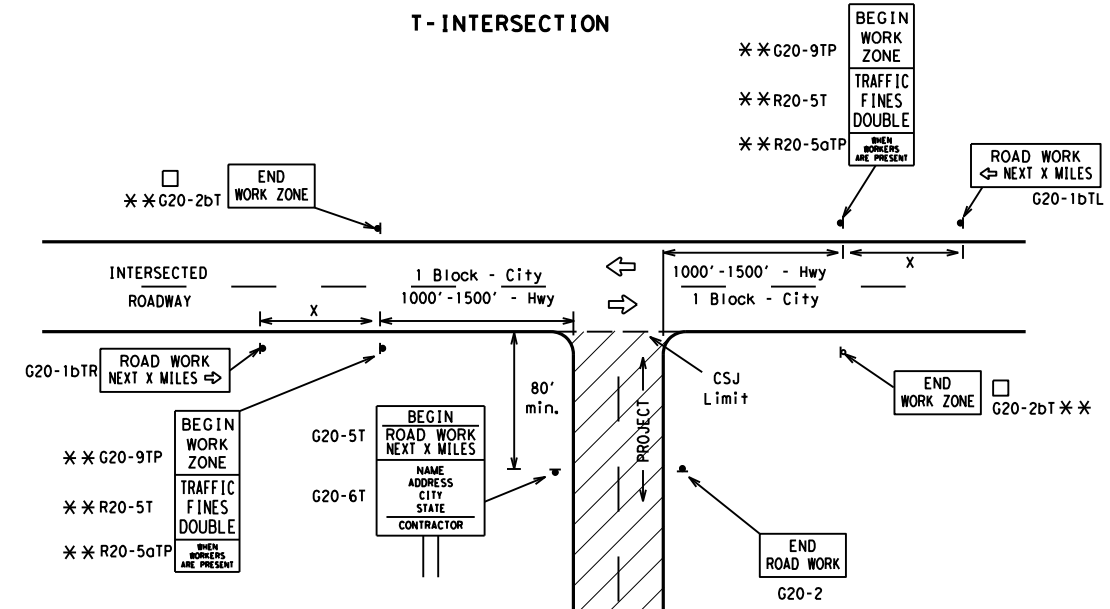 T-INTERSECTION
BEGIN
WORK
ZONE
TRAFFIC
FINES
DOUBLE
WHEN
WORKERS
ARE PRESENT
**G20-9TP
**R20-5T
**R20-5aTP
ROAD WORK
⇦ NEXT X MILES
G20-1bTL
END
WORK ZONE
□
**G20-2bT
INTERSECTED
ROADWAY
1 Block - City
1000'-1500' - Hwy
1000'-1500' - Hwy
1 Block - City
X
X
G20-1bTR
ROAD WORK
NEXT X MILES ⇨
80'
min.
CSJ
Limit
PROJECT
END
WORK ZONE
□
G20-2bT **
BEGIN
WORK
ZONE
TRAFFIC
FINES
DOUBLE
WHEN
WORKERS
ARE PRESENT
** G20-9TP
** R20-5T
** R20-5aTP
G20-5T
BEGIN
ROAD WORK
NEXT X MILES
G20-6T
NAME
ADDRESS
CITY
STATE
CONTRACTOR
END
ROAD WORK
G20-2